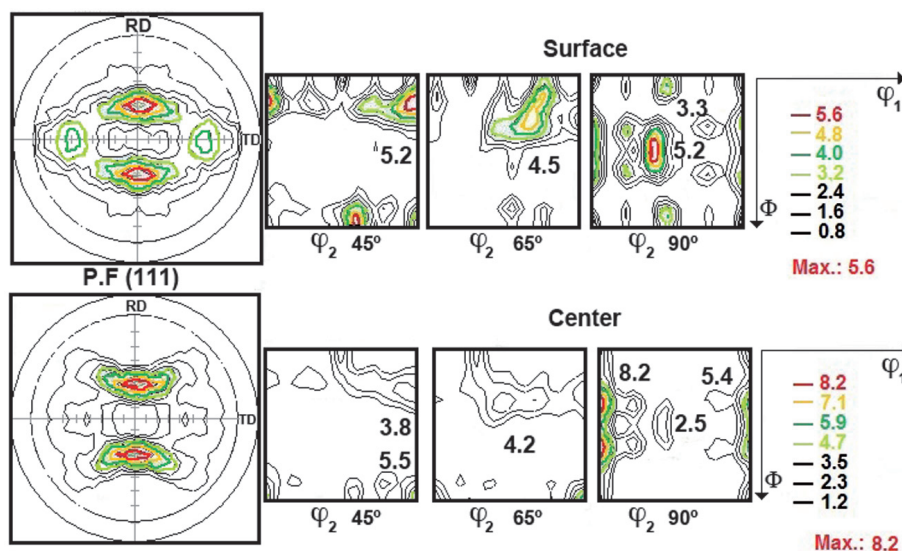 RD
TD
Surface
5.2
4.5
3.3
5.2
φ₂ 45º
φ₂ 65º
φ₂ 90º
φ₁
Φ
5.6
4.8
4.0
3.2
2.4
1.6
0.8
Max.: 5.6
P.F (111)
RD
TD
Center
3.8
5.5
4.2
8.2
5.4
2.5
φ₂ 45º
φ₂ 65º
φ₂ 90º
φ₁
Φ
8.2
7.1
5.9
4.7
3.5
2.3
1.2
Max.: 8.2